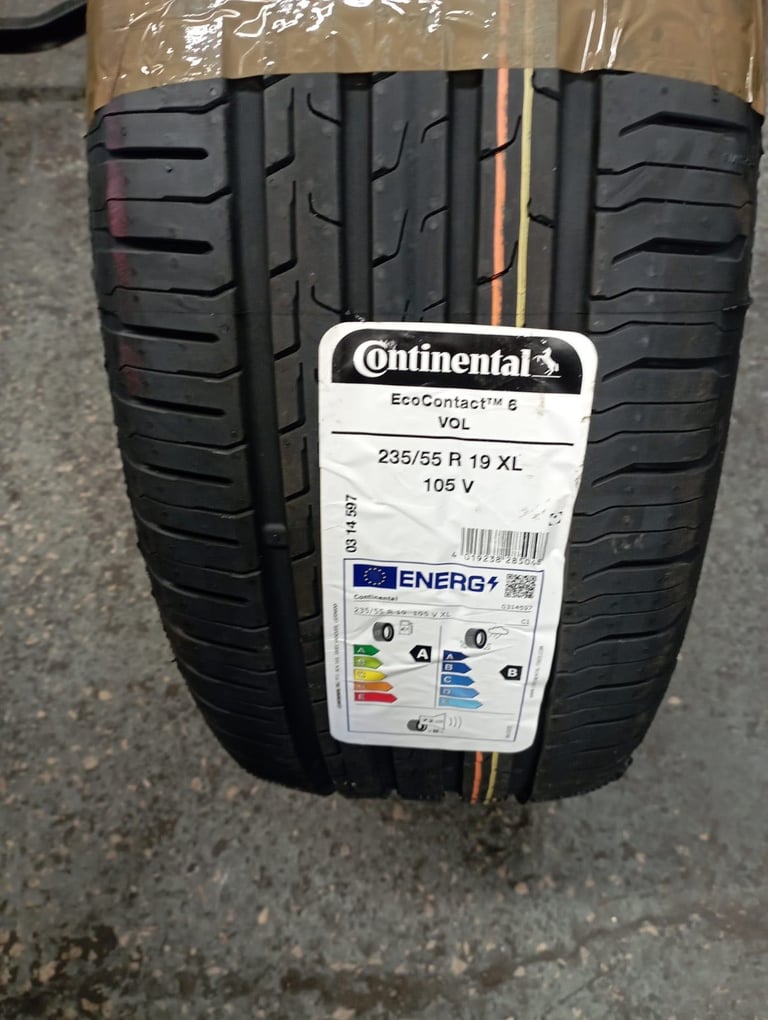 Continental
EcoContact™ 6
VOL
235/55 R 19 XL
105 V
03 14 597
ENERG
Continental
0314597
235/55 R 19 105 V XL
C1
A
A
B
C
D
E
A
B
C
D
E
B